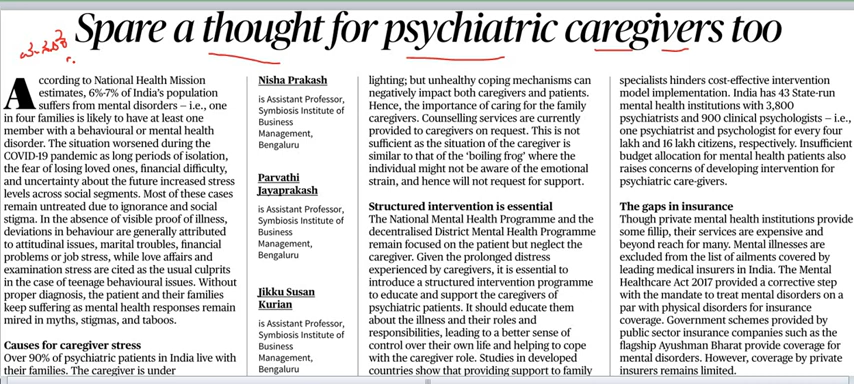 Spare a thought for psychiatric caregivers too
According to National Health Mission
estimates, 6%-7% of India's population
suffers from mental disorders – i.e., one
in four families is likely to have at least one
member with a behavioural or mental health
disorder. The situation worsened during the
COVID-19 pandemic as long periods of isolation,
the fear of losing loved ones, financial difficulty,
and uncertainty about the future increased stress
levels across social segments. Most of these cases
remain untreated due to ignorance and social
stigma. In the absence of visible proof of illness,
deviations in behaviour are generally attributed
to attitudinal issues, marital troubles, financial
problems or job stress, while love affairs and
examination stress are cited as the usual culprits
in the case of teenage behavioural issues. Without
proper diagnosis, the patient and their families
keep suffering as mental health responses remain
mired in myths, stigmas, and taboos.
Causes for caregiver stress
Over 90% of psychiatric patients in India live with
their families. The caregiver is under
Nisha Prakash
is Assistant Professor,
Symbiosis Institute of
Business
Management,
Bengaluru
Parvathi
Jayaprakash
is Assistant Professor,
Symbiosis Institute of
Business
Management,
Bengaluru
Jikku Susan
Kurian
is Assistant Professor,
Symbiosis Institute of
Business
Management,
Bengaluru
lighting; but unhealthy coping mechanisms can
negatively impact both caregivers and patients.
Hence, the importance of caring for the family
caregivers. Counselling services are currently
provided to caregivers on request. This is not
sufficient as the situation of the caregiver is
similar to that of the 'boiling frog' where the
individual might not be aware of the emotional
strain, and hence will not request for support.
Structured intervention is essential
The National Mental Health Programme and the
decentralised District Mental Health Programme
remain focused on the patient but neglect the
caregiver. Given the prolonged distress
experienced by caregivers, it is essential to
introduce a structured intervention programme
to educate and support the caregivers of
psychiatric patients. It should educate them
about the illness and their roles and
responsibilities, leading to a better sense of
control over their own life and helping to cope
with the caregiver role. Studies in developed
countries show that providing support to family
specialists hinders cost-effective intervention
model implementation. India has 43 State-run
mental health institutions with 3,800
psychiatrists and 900 clinical psychologists – i.e.,
one psychiatrist and psychologist for every four
lakh and 16 lakh citizens, respectively. Insufficient
budget allocation for mental health patients also
raises concerns of developing intervention for
psychiatric care-givers.
The gaps in insurance
Though private mental health institutions provide
some fillip, their services are expensive and
beyond reach for many. Mental illnesses are
excluded from the list of ailments covered by
leading medical insurers in India. The Mental
Healthcare Act 2017 provided a corrective step
with the mandate to treat mental disorders on a
par with physical disorders for insurance
coverage. Government schemes provided by
public sector insurance companies such as the
flagship Ayushman Bharat provide coverage for
mental disorders. However, coverage by private
insurers remains limited.